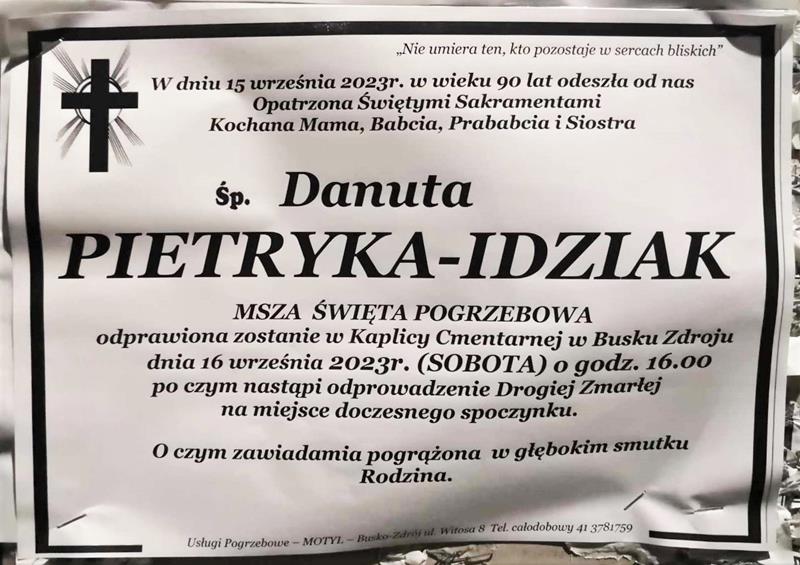 „Nie umiera ten, kto pozostaje w sercach bliskich”
W dniu 15 września 2023r. w wieku 90 lat odeszła od nas
Opatrzona Świętymi Sakramentami
Kochana Mama, Babcia, Prababcia i Siostra
Śp. Danuta
PIETRYKA-IDZIAK
MSZA ŚWIĘTA POGRZEBOWA
odprawiona zostanie w Kaplicy Cmentarnej w Busku Zdroju
dnia 16 września 2023r. (SOBOTA) o godz. 16.00
po czym nastąpi odprowadzenie Drogiej Zmarłej
na miejsce doczesnego spoczynku.
O czym zawiadamia pogrążona w głębokim smutku
Rodzina.
Usługi Pogrzebowe – MOTYL – Busko-Zdrój ul. Witosa 8 Tel. całodobowy 41 3781759